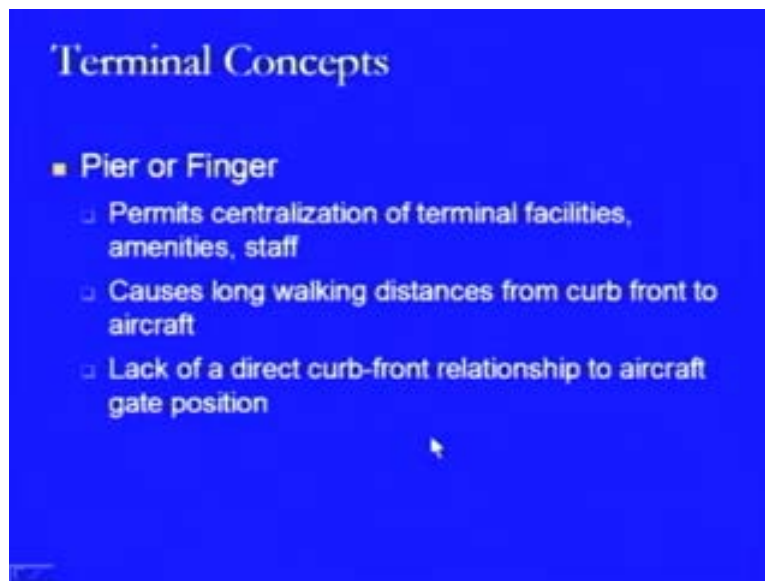 Terminal Concepts
Pier or Finger
Permits centralization of terminal facilities,
amenities, staff
Causes long walking distances from curb front to
aircraft
Lack of a direct curb-front relationship to aircraft
gate position